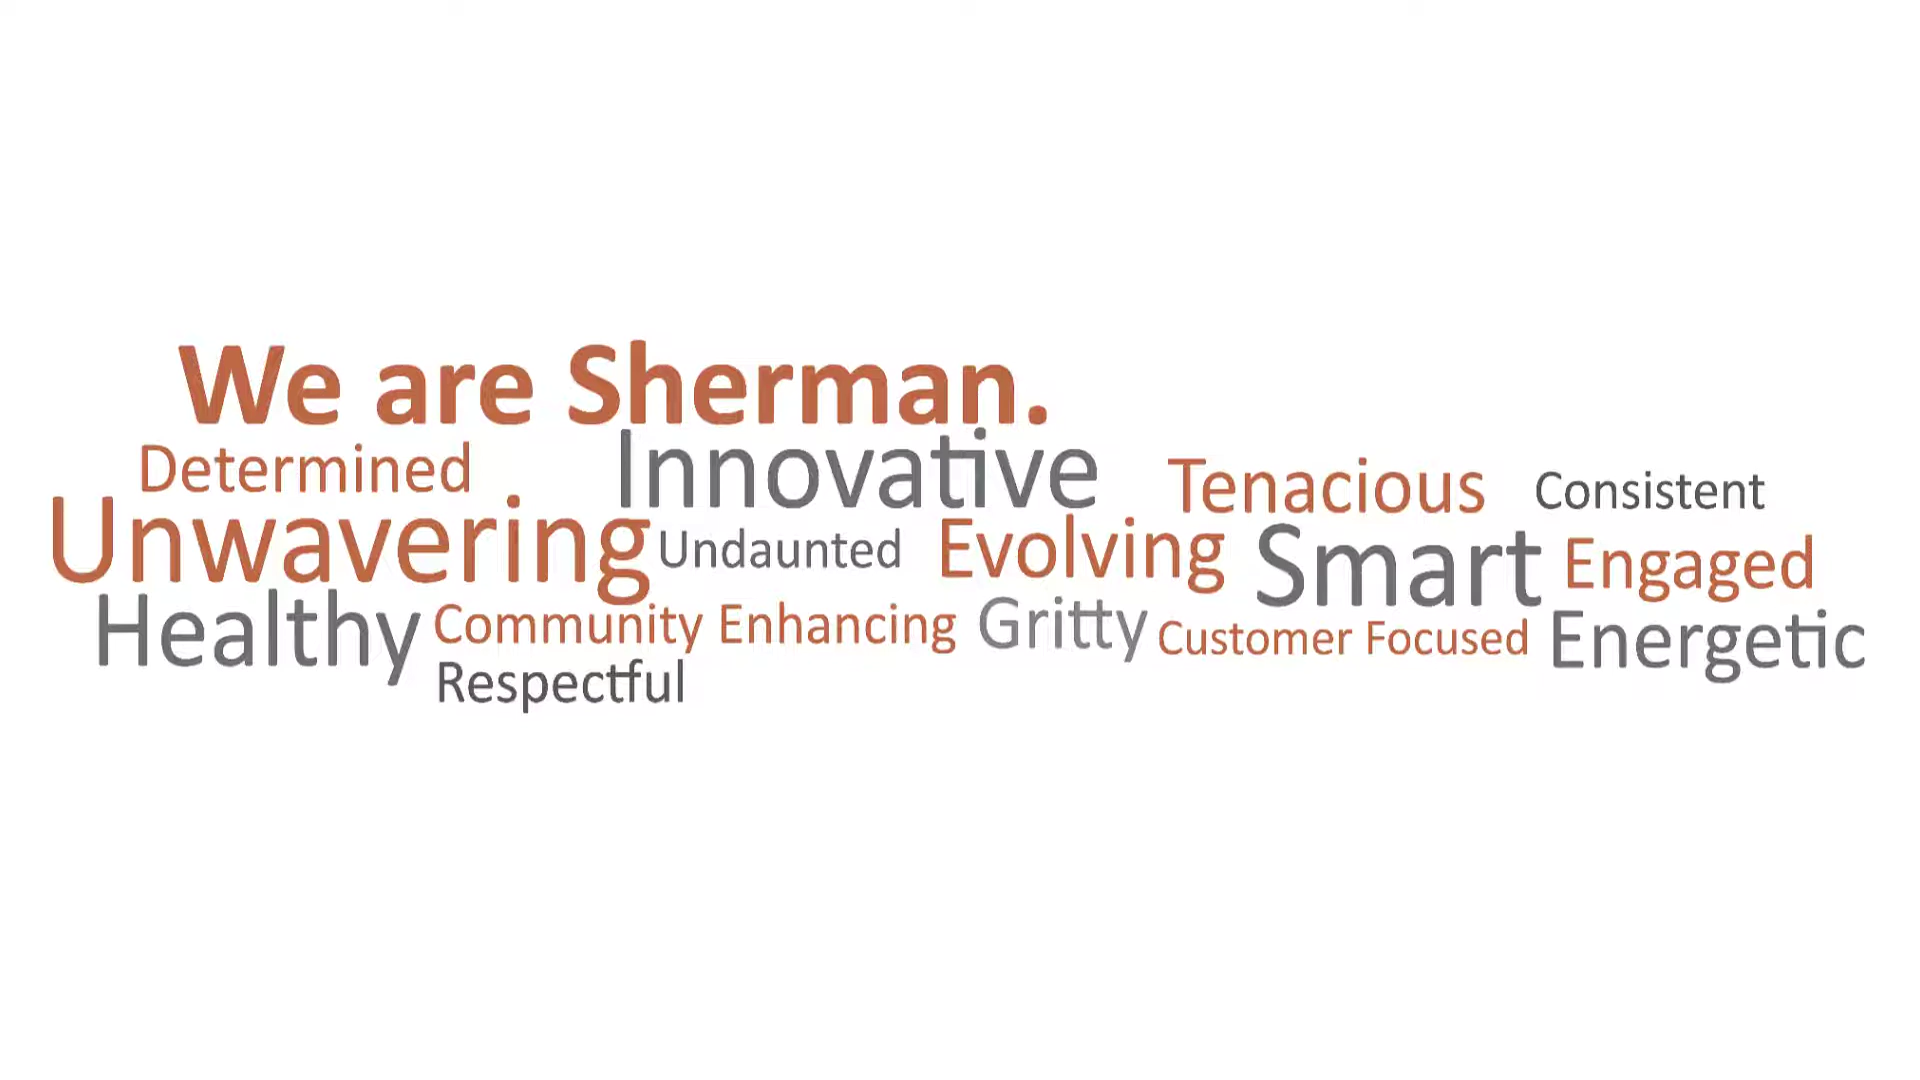 We are Sherman.
Determined Innovative Tenacious Consistent
Unwavering Undaunted Evolving Smart Engaged
Healthy Community Enhancing Gritty Customer Focused Energetic
Respectful